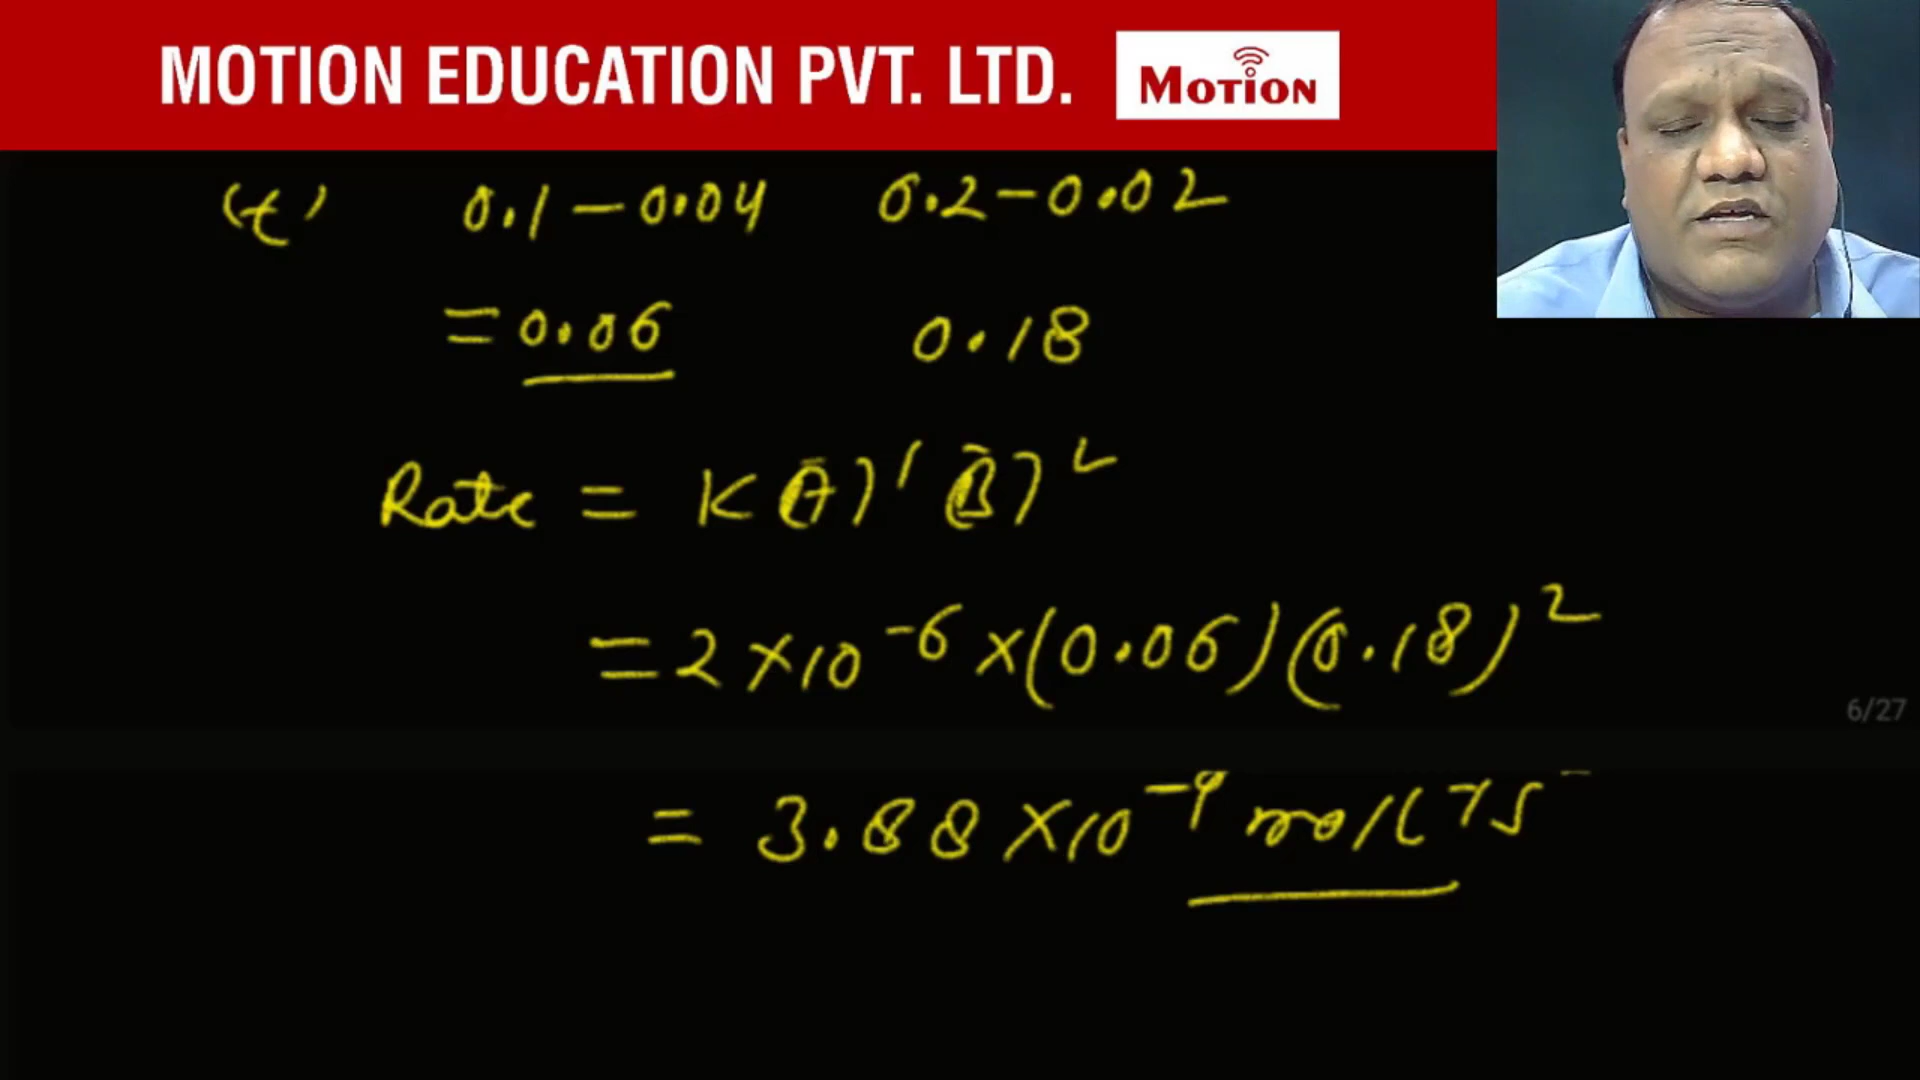 MOTION EDUCATION PVT. LTD. MOTION
(t) 0.1 - 0.04 0.2 - 0.02
= 0.06 0.18
Rate = K(A)¹ (B)²
= 2 × 10⁻⁶ × (0.06) (0.18)²
6/27
= 3.88 × 10⁻⁹ mol L⁻¹ s⁻